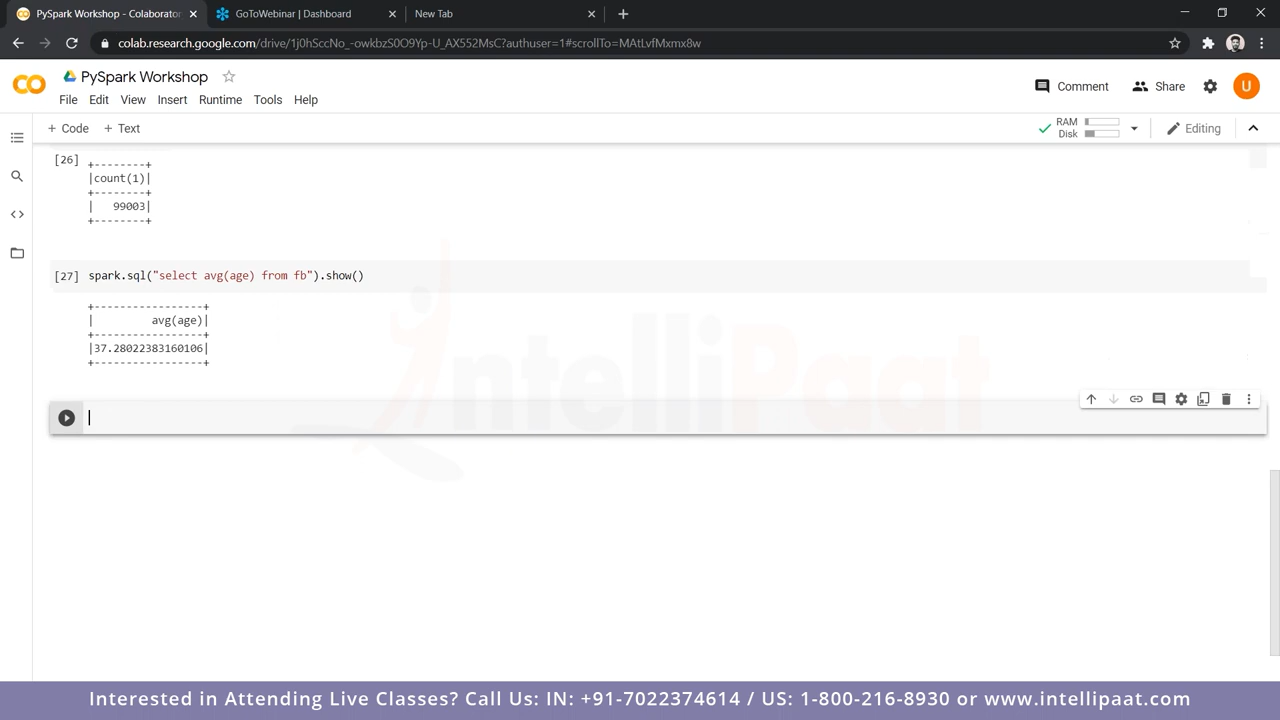 PySpark Workshop - Colaborator
GoToWebinar | Dashboard
New Tab
colab.research.google.com/drive/1j0hSccNo_-owkbzS0O9Yp-U_AX552MsC?authuser=1#scrollTo=MAtLvfMxmx8w
PySpark Workshop
Comment
Share
U
File Edit View Insert Runtime Tools Help
+ Code + Text
RAM
Disk
Editing
[26]
+--------+
|count(1)|
+--------+
| 99003|
+--------+
[27] spark.sql("select avg(age) from fb").show()
+-----------------+
| avg(age)|
+-----------------+
|37.28022383160106|
+-----------------+
IntelliPaat
Interested in Attending Live Classes? Call Us: IN: +91-7022374614 / US: 1-800-216-8930 or www.intellipaat.com